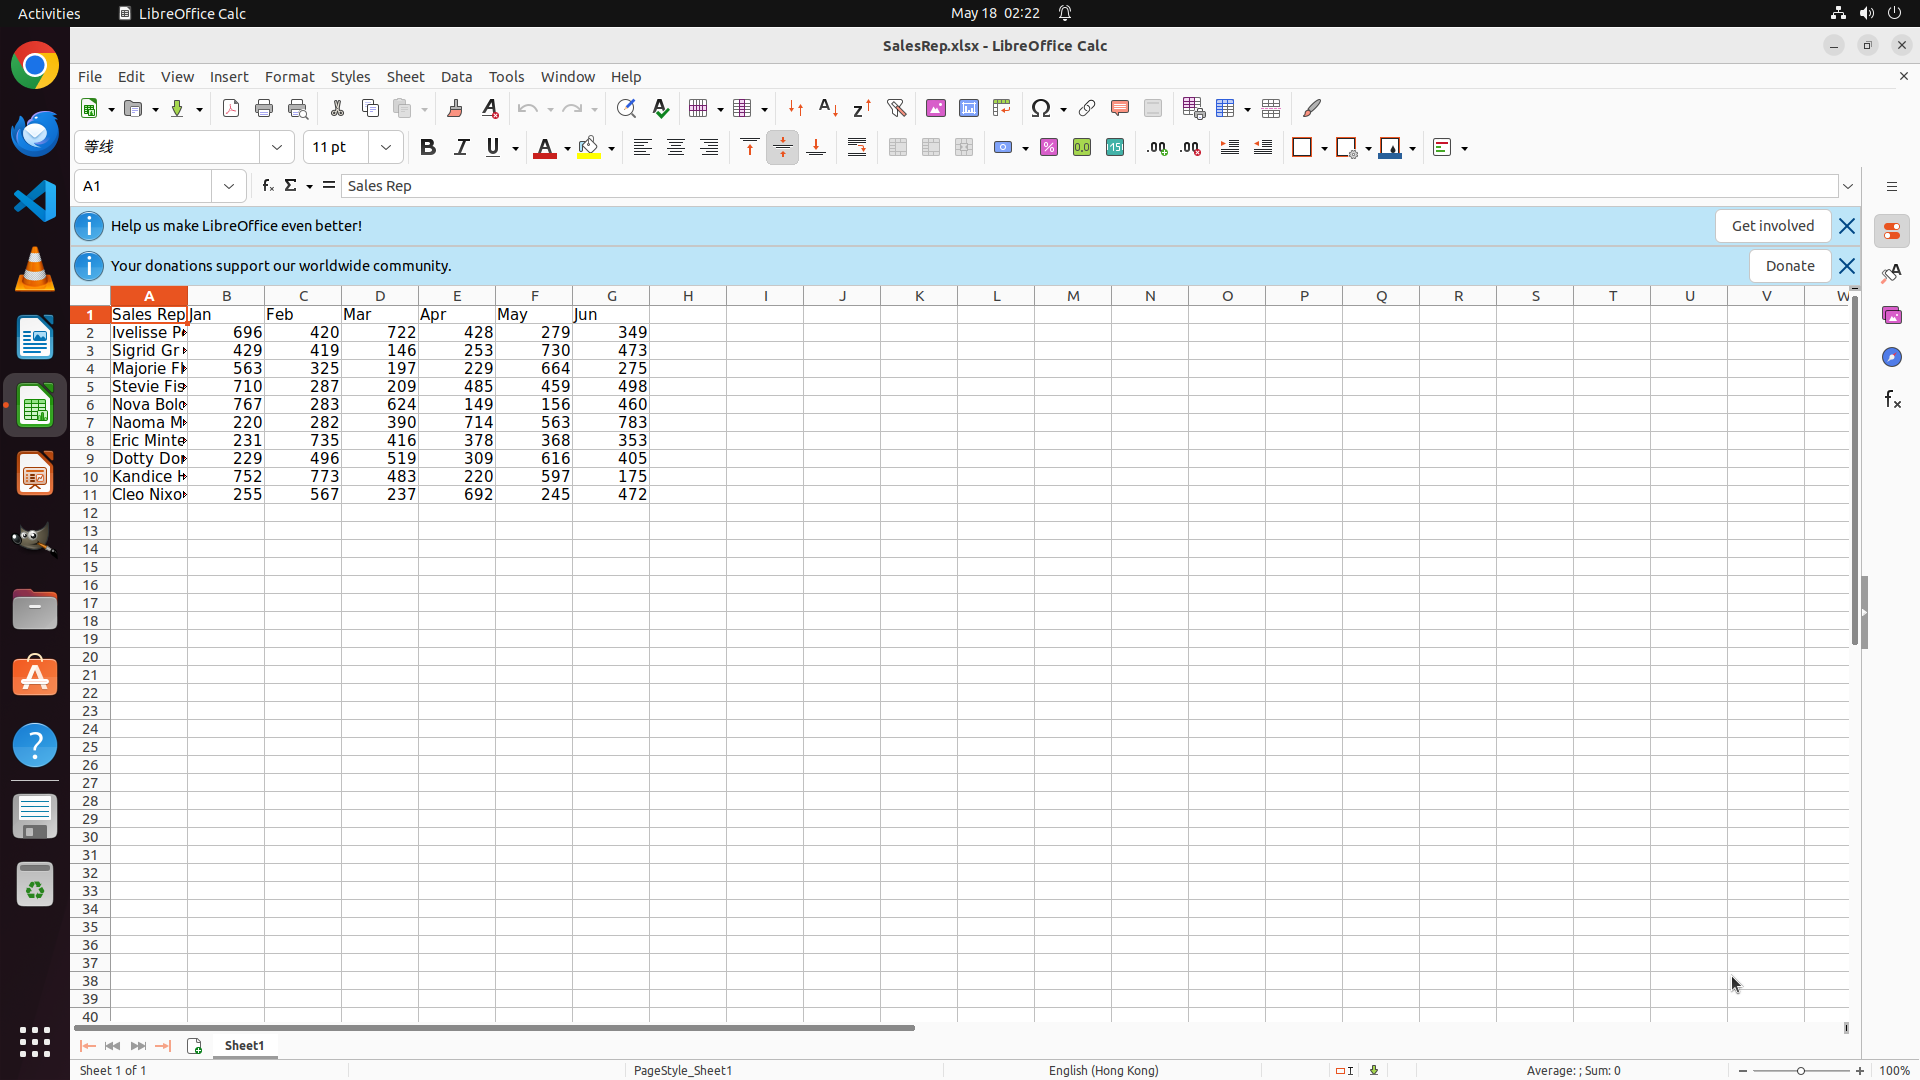 Activities LibreOffice Calc May 18 02:22
SalesRep.xlsx - LibreOffice Calc
File Edit View Insert Format Styles Sheet Data Tools Window Help
等线 11 pt
A1 Sales Rep
Help us make LibreOffice even better! Get involved
Your donations support our worldwide community. Donate
A B C D E F G H I J K L M N O P Q R S T U V W
1 Sales Rep Jan Feb Mar Apr May Jun
2 Ivelisse P 696 420 722 428 279 349
3 Sigrid Gr 429 419 146 253 730 473
4 Majorie Fl 563 325 197 229 664 275
5 Stevie Fis 710 287 209 485 459 498
6 Nova Bolo 767 283 624 149 156 460
7 Naoma M 220 282 390 714 563 783
8 Eric Minte 231 735 416 378 368 353
9 Dotty Do 229 496 519 309 616 405
10 Kandice H 752 773 483 220 597 175
11 Cleo Nixo 255 567 237 692 245 472
12
13
14
15
16
17
18
19
20
21
22
23
24
25
26
27
28
29
30
31
32
33
34
35
36
37
38
39
40
Sheet1
Sheet 1 of 1 PageStyle_Sheet1 English (Hong Kong) Average: ; Sum: 0 100%